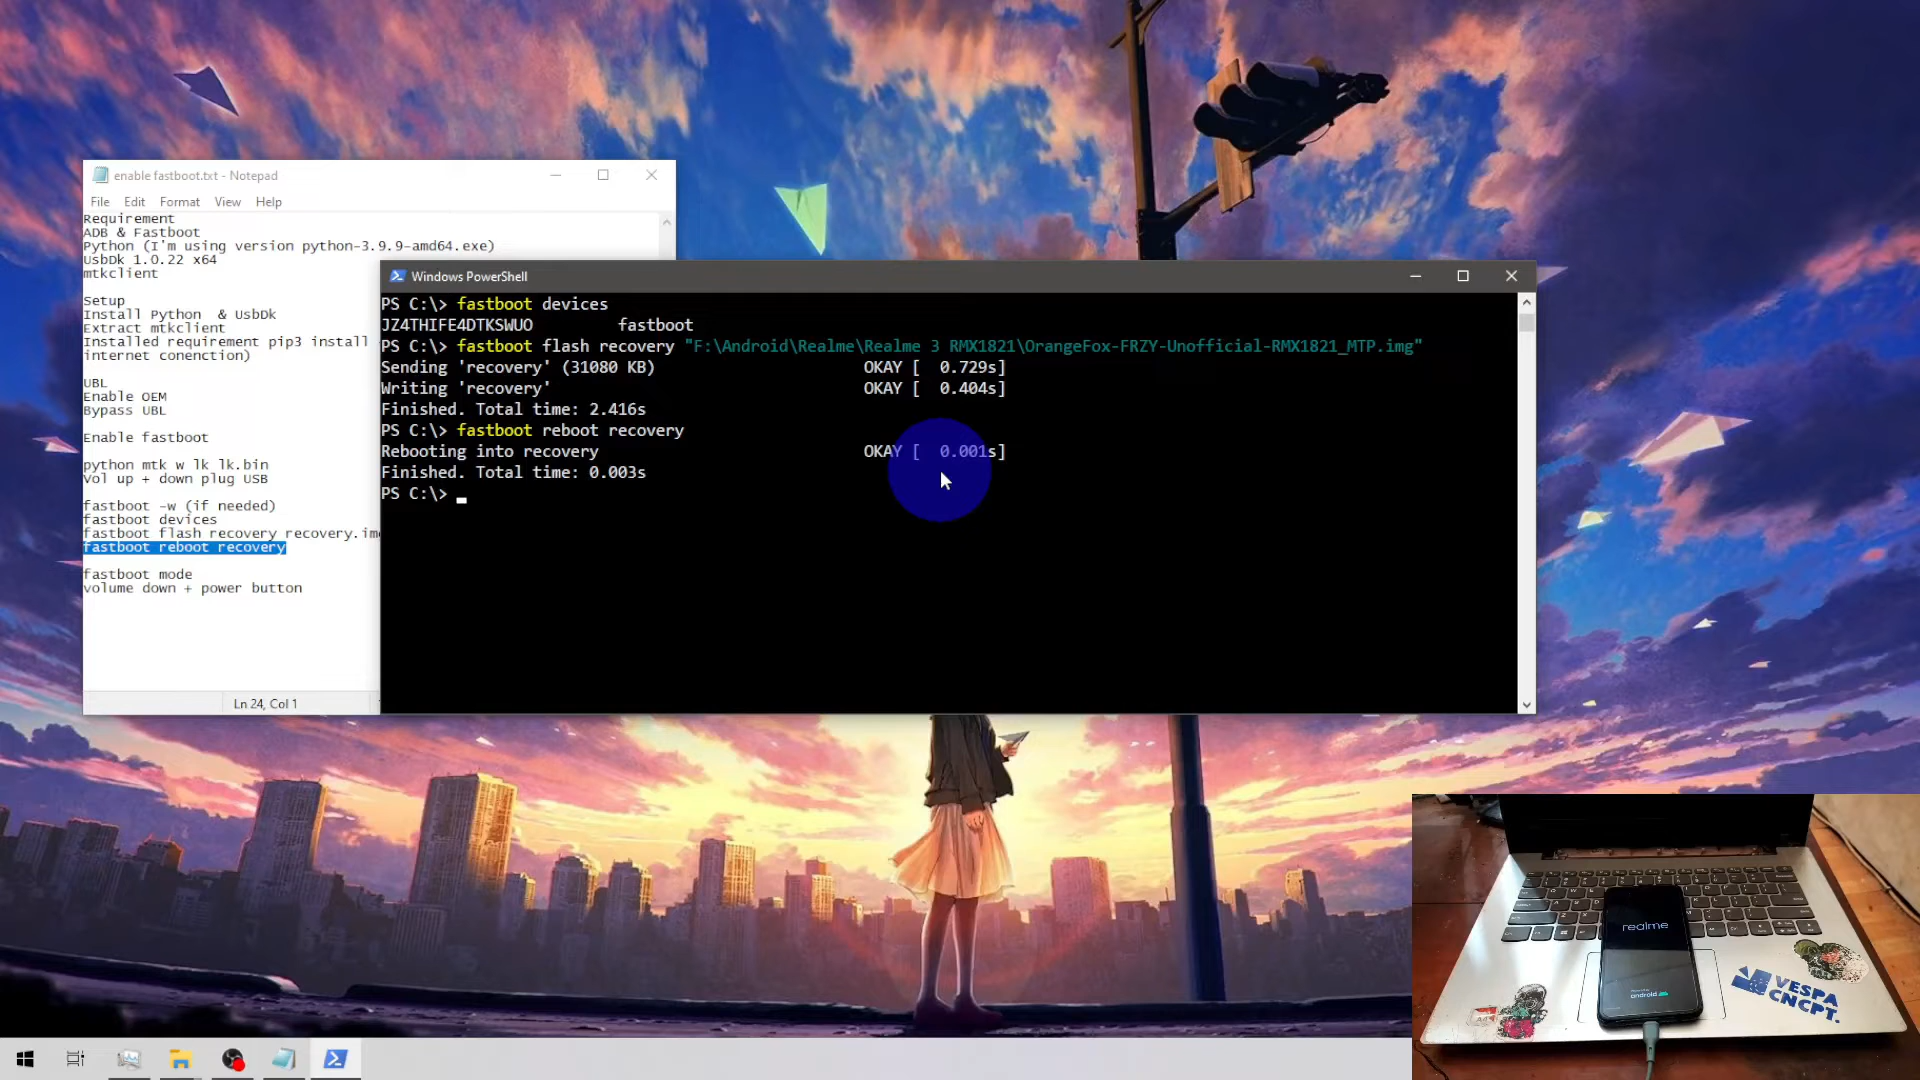 enable fastboot.txt - Notepad
File Edit Format View Help
Requirement
ADB & Fastboot
Python (I'm using version python-3.9.9-amd64.exe)
UsbDk 1.0.22 x64
mtkclient
Setup
Install Python  & UsbDk
Extract mtkclient
Installed requirement pip3 install
internet conenction)
UBL
Enable OEM
Bypass UBL
Enable fastboot
python mtk w lk lk.bin
Vol up + down plug USB
fastboot -w (if needed)
fastboot devices
fastboot flash recovery recovery.im
fastboot reboot recovery
fastboot mode
volume down + power button
Ln 24, Col 1
Windows PowerShell
PS C:\> fastboot devices
JZ4THIFE4DTKSWUO         fastboot
PS C:\> fastboot flash recovery "F:\Android\Realme\Realme 3 RMX1821\OrangeFox-FRZY-Unofficial-RMX1821_MTP.img"
Sending 'recovery' (31080 KB)                      OKAY [  0.729s]
Writing 'recovery'                                 OKAY [  0.404s]
Finished. Total time: 2.416s
PS C:\> fastboot reboot recovery
Rebooting into recovery                            OKAY [  0.001s]
Finished. Total time: 0.003s
PS C:\>
realme
android
VESPA
CNCPT.